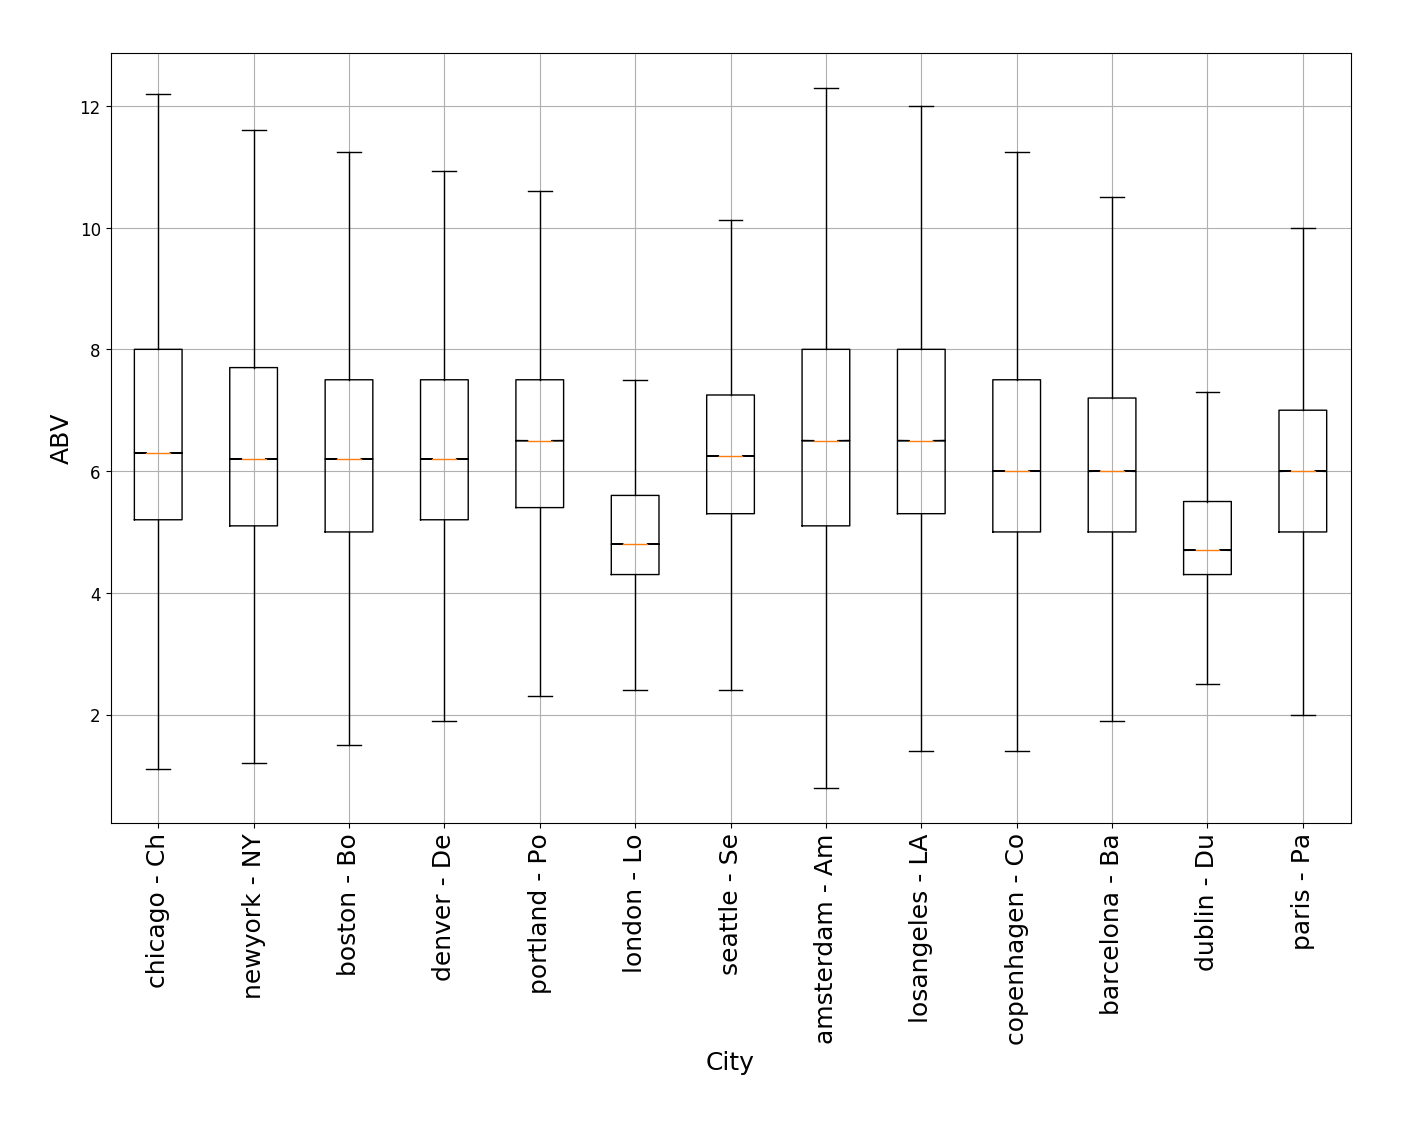 ABV
12
10
8
6
4
2
chicago - Ch
newyork - NY
boston - Bo
denver - De
portland - Po
london - Lo
seattle - Se
amsterdam - Am
losangeles - LA
copenhagen - Co
barcelona - Ba
dublin - Du
paris - Pa
City